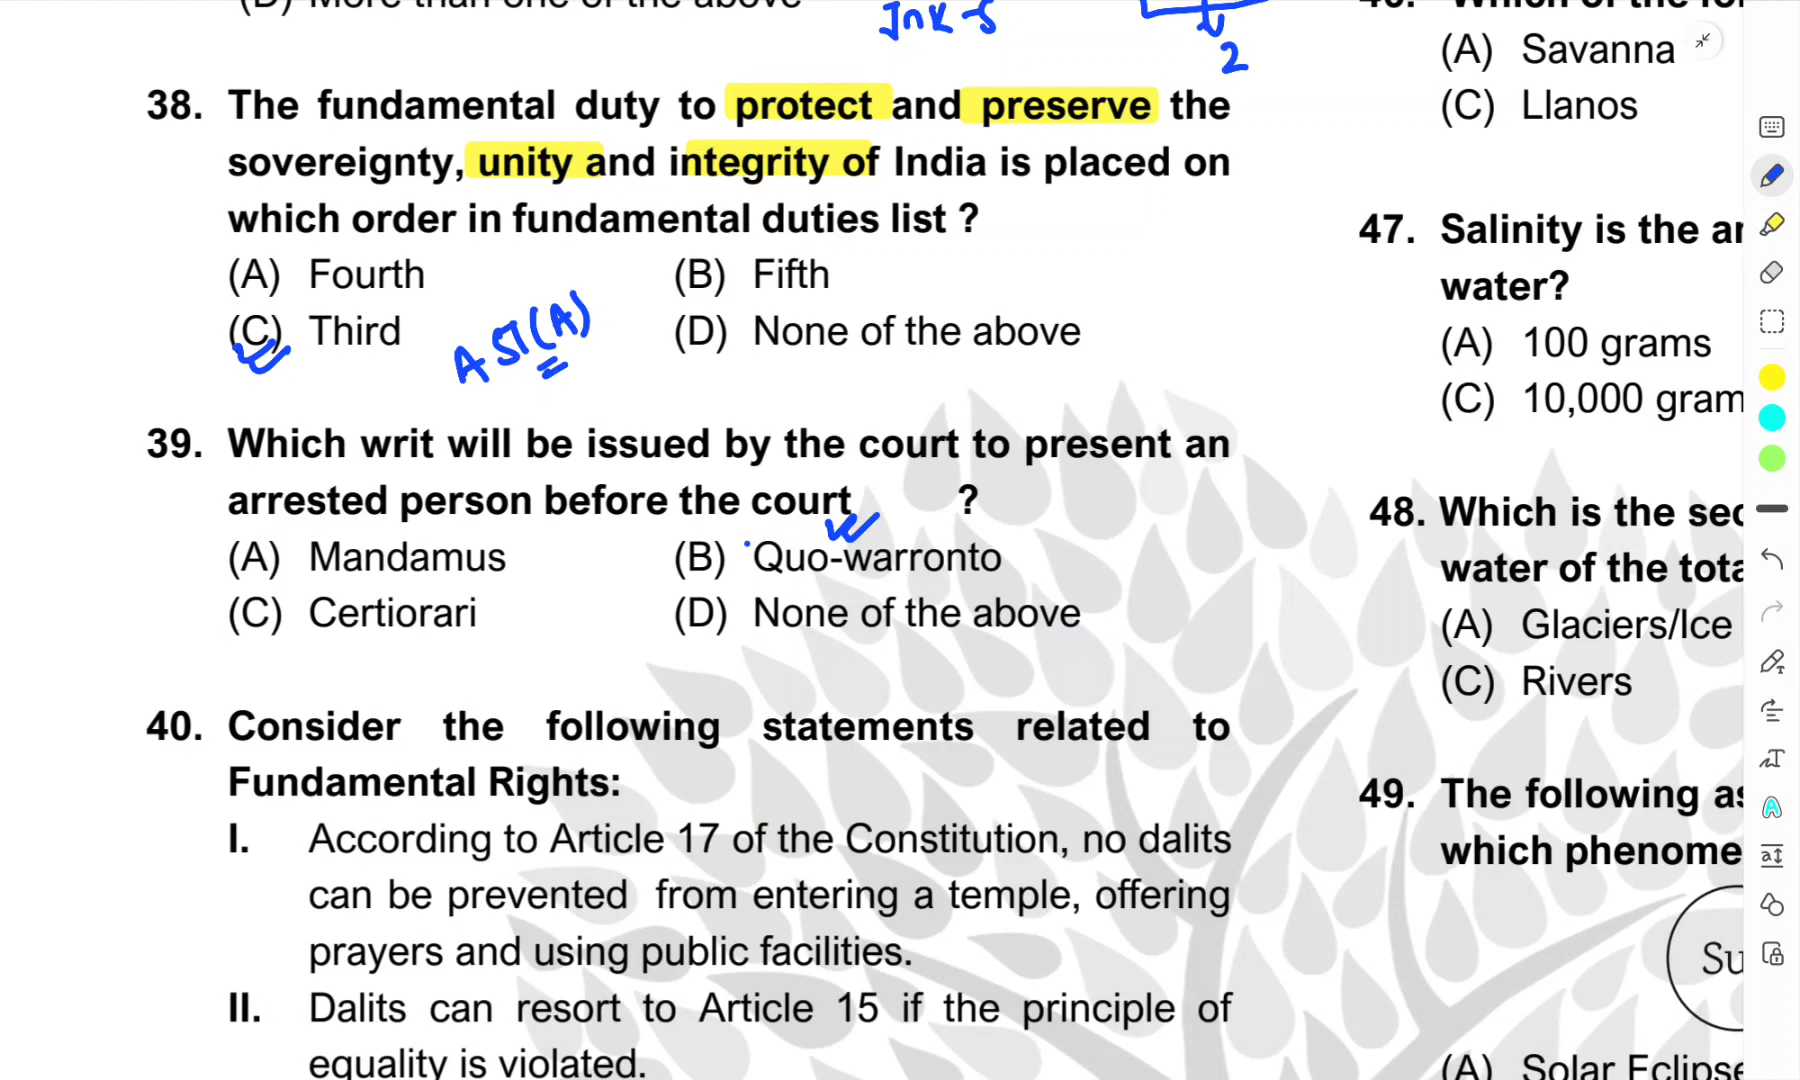 Ink-5
2
38. The fundamental duty to protect and preserve the
sovereignty, unity and integrity of India is placed on
which order in fundamental duties list ?
(A) Fourth (B) Fifth
(C) Third (D) None of the above
A 51(A)
39. Which writ will be issued by the court to present an
arrested person before the court ?
(A) Mandamus (B) Quo-warronto
(C) Certiorari (D) None of the above
40. Consider the following statements related to
Fundamental Rights:
I. According to Article 17 of the Constitution, no dalits
can be prevented from entering a temple, offering
prayers and using public facilities.
II. Dalits can resort to Article 15 if the principle of
equality is violated.
(A) Savanna
(C) Llanos
47. Salinity is the
water?
(A) 100 grams
(C) 10,000 gram
48. Which is the
water of the
(A) Glaciers/Ice
(C) Rivers
49. The following
which
(A) Solar Eclipse